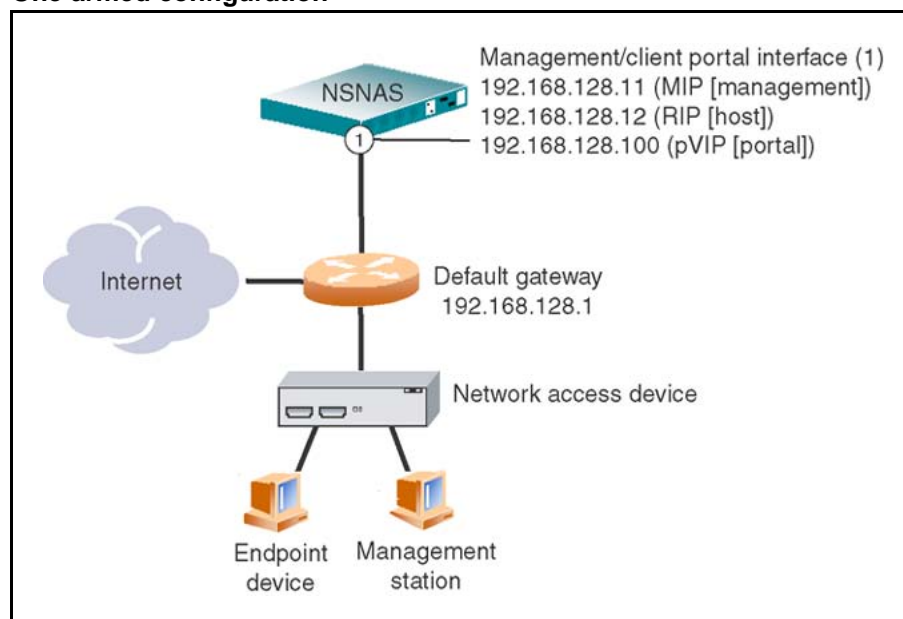 One armed configuration
NSNAS
1
Management/client portal interface (1)
192.168.128.11 (MIP [management])
192.168.128.12 (RIP [host])
192.168.128.100 (pVIP [portal])
Internet
Default gateway
192.168.128.1
Network access device
Endpoint
device
Management
station